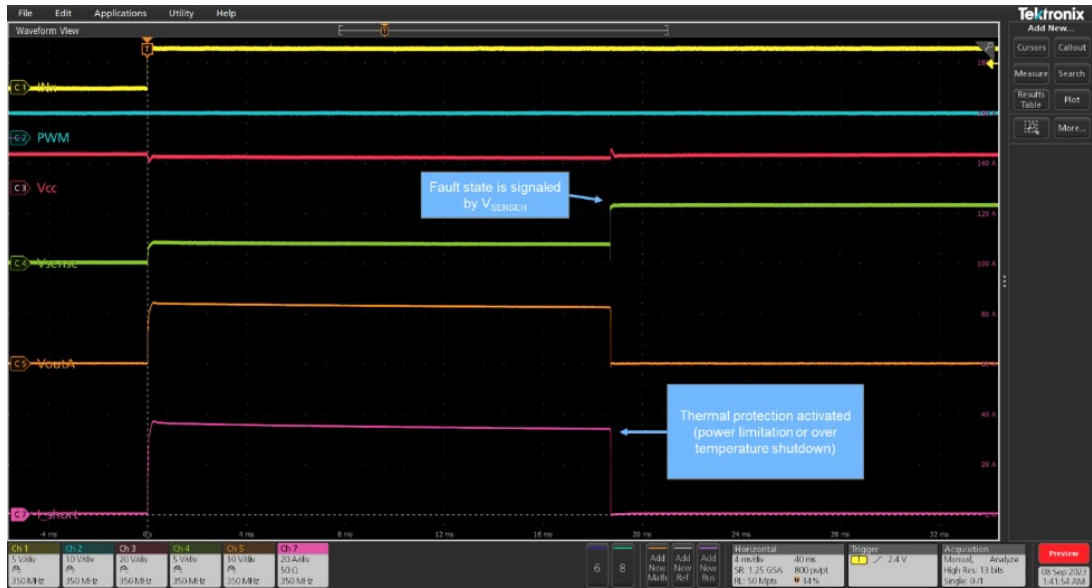 File Edit Applications Utility Help
Tektronix
Waveform View
Add New...
T
Cursors Callout
C1 INx
Measure Search
Results Table Plot
C2 PWM
More...
140 A
C3 Vcc
Fault state is signaled
by VSENSEH
120 A
C4 Vsense
100 A
80 A
C5 VoutA
60 A
40 A
Thermal protection activated
(power limitation or over
temperature shutdown)
20 A
C7 I_short
-4 ms 0s 4 ms 8 ms 12 ms 16 ms 20 ms 24 ms 28 ms 32 ms
Ch 1 Ch 2 Ch 3 Ch 4 Ch 5 Ch 7
5 V/div 10 V/div 20 V/div 5 V/div 10 V/div 20 A/div
50 Ω
350 MHz 350 MHz 350 MHz 350 MHz 350 MHz 350 MHz
6 8
Add New Math
Add New Ref
Add New Bus
Horizontal
4 ms/div 40 ms
SR: 1.25 GSA 800 ps/pt
RL: 50 Mpts 14%
Trigger
1 2.4 V
Acquisition
Manual, Analyze
High Res: 13 bits
Single: 0/1
Preview
08 Sep 2023
1:41:54 AM